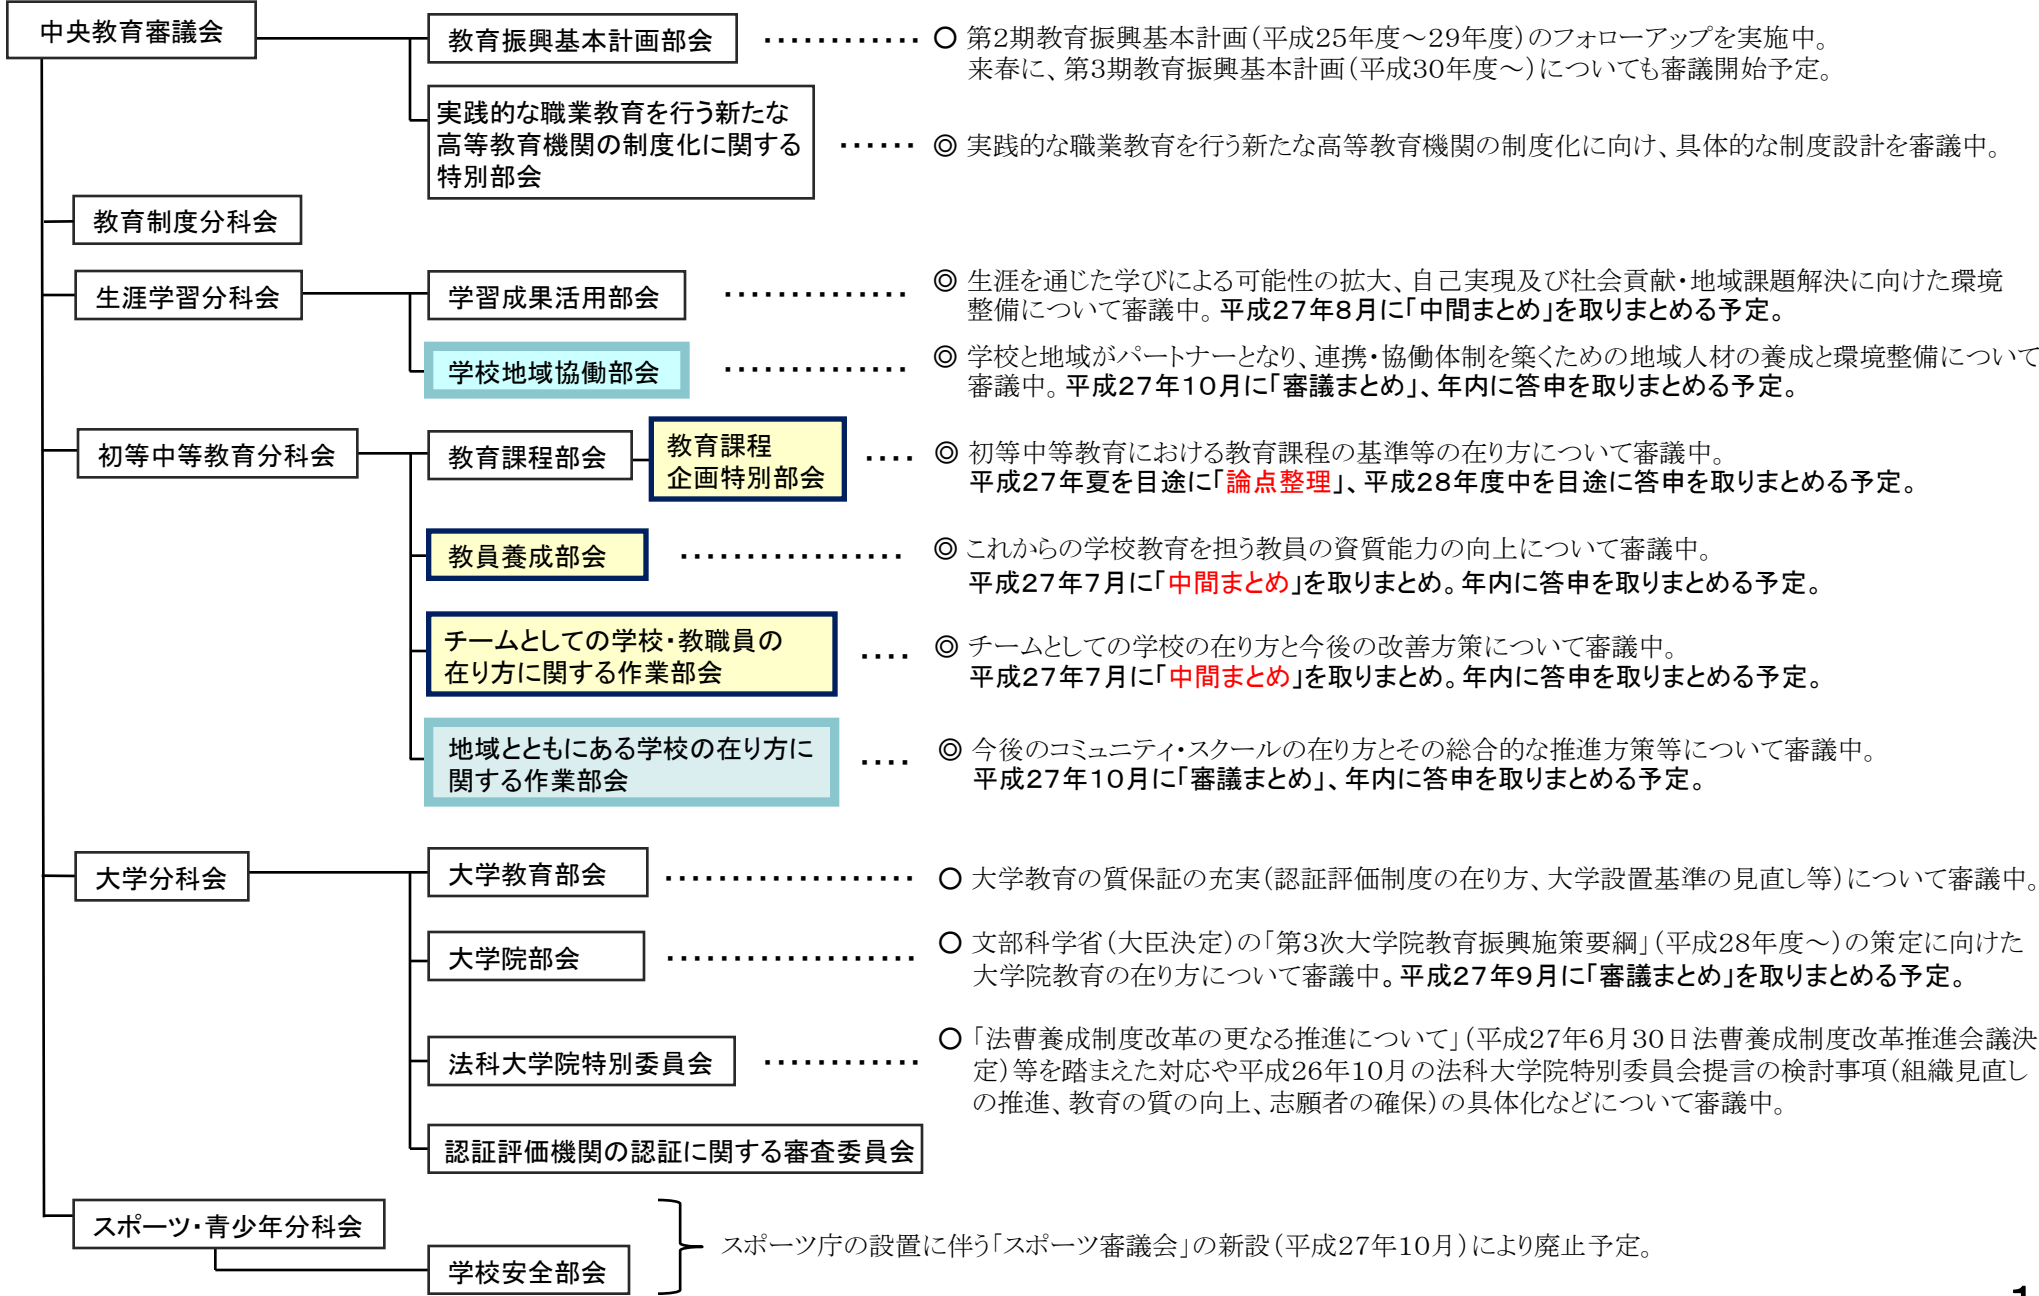 中央教育審議会
教育振興基本計画部会
・・・・・・・・・・・・
○ 第2期教育振興基本計画(平成25年度～29年度)のフォローアップを実施中。
来春に、第3期教育振興基本計画(平成30年度～)についても審議開始予定。
実践的な職業教育を行う新たな
高等教育機関の制度化に関する
特別部会
・・・・・・
◎ 実践的な職業教育を行う新たな高等教育機関の制度化に向け、具体的な制度設計を審議中。
教育制度分科会
生涯学習分科会
学習成果活用部会
・・・・・・・・・・・・・・
◎ 生涯を通じた学びによる可能性の拡大、自己実現及び社会貢献・地域課題解決に向けた環境
整備について審議中。平成27年8月に「中間まとめ」を取りまとめる予定。
学校地域協働部会
・・・・・・・・・・・・・・
◎ 学校と地域がパートナーとなり、連携・協働体制を築くための地域人材の養成と環境整備について
審議中。平成27年10月に「審議まとめ」、年内に答申を取りまとめる予定。
初等中等教育分科会
教育課程部会
教育課程
企画特別部会
・・・・
◎ 初等中等教育における教育課程の基準等の在り方について審議中。
平成27年夏を目途に「論点整理」、平成28年度中を目途に答申を取りまとめる予定。
教員養成部会
・・・・・・・・・・・・・・・・・
◎ これからの学校教育を担う教員の資質能力の向上について審議中。
平成27年7月に「中間まとめ」を取りまとめ。年内に答申を取りまとめる予定。
チームとしての学校・教職員の
在り方に関する作業部会
・・・・
◎ チームとしての学校の在り方と今後の改善方策について審議中。
平成27年7月に「中間まとめ」を取りまとめ。年内に答申を取りまとめる予定。
地域とともにある学校の在り方に
関する作業部会
・・・・
◎ 今後のコミュニティ・スクールの在り方とその総合的な推進方策等について審議中。
平成27年10月に「審議まとめ」、年内に答申を取りまとめる予定。
大学分科会
大学教育部会
・・・・・・・・・・・・・・・・・・
○ 大学教育の質保証の充実(認証評価制度の在り方、大学設置基準の見直し等)について審議中。
大学院部会
・・・・・・・・・・・・・・・・・・
○ 文部科学省(大臣決定)の「第3次大学院教育振興施策要綱」(平成28年度～)の策定に向けた
大学院教育の在り方について審議中。平成27年9月に「審議まとめ」を取りまとめる予定。
法科大学院特別委員会
・・・・・・・・・・・・
○ 「法曹養成制度改革の更なる推進について」(平成27年6月30日法曹養成制度改革推進会議決
定)等を踏まえた対応や平成26年10月の法科大学院特別委員会提言の検討事項(組織見直し
の推進、教育の質の向上、志願者の確保)の具体化などについて審議中。
認証評価機関の認証に関する審査委員会
スポーツ・青少年分科会
学校安全部会
スポーツ庁の設置に伴う「スポーツ審議会」の新設(平成27年10月)により廃止予定。
1